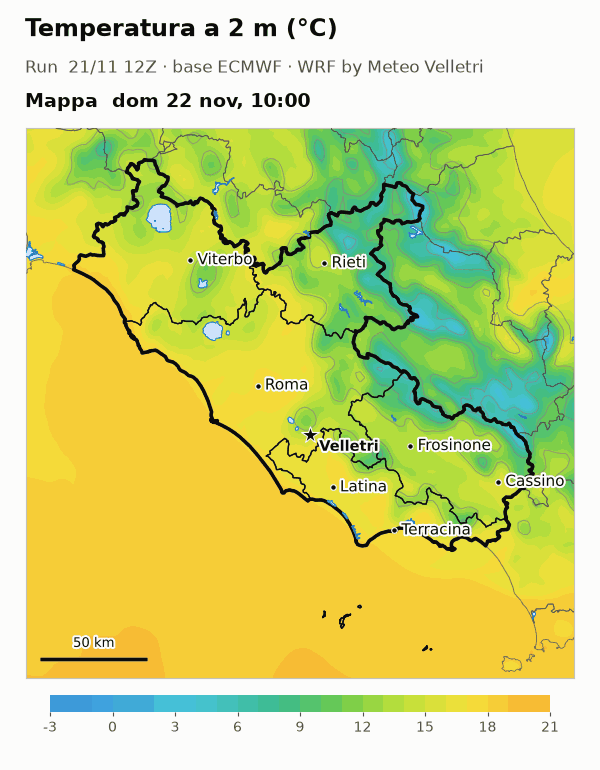 Temperatura a 2 m (°C)
Run  21/11 12Z · base ECMWF · WRF by Meteo Velletri
Mappa  dom 22 nov, 10:00
Viterbo
Rieti
Roma
Velletri
Frosinone
Cassino
Latina
Terracina
50 km
-3 0 3 6 9 12 15 18 21